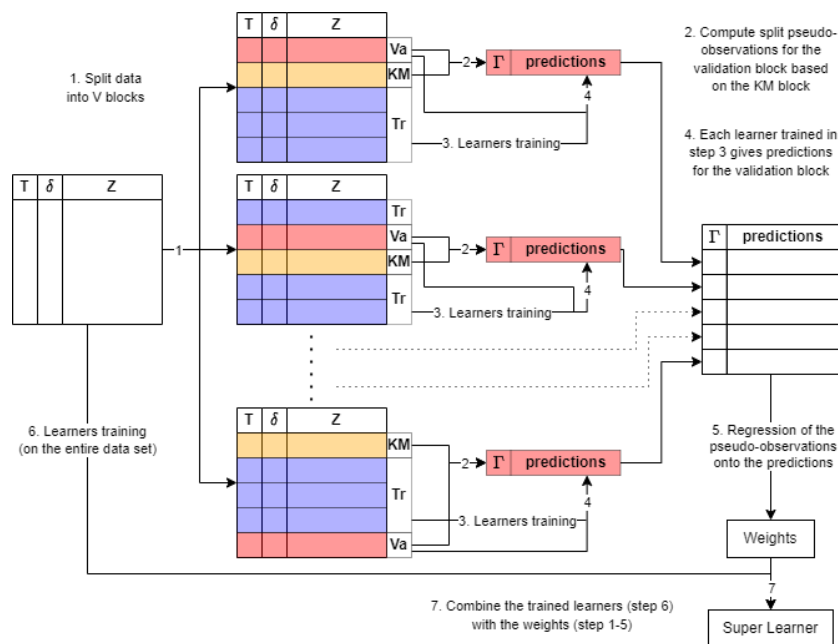 T δ Z
Va
KM
Tr
2
Γ predictions
4
3. Learners training
1. Split data
into V blocks
2. Compute split pseudo-
observations for the
validation block based
on the KM block
4. Each learner trained in
step 3 gives predictions
for the validation block
T δ Z
1
T δ Z
Tr
Va
KM
Tr
2
Γ predictions
4
3. Learners training
Γ predictions
6. Learners training
(on the entire data set)
T δ Z
KM
Tr
Va
2
Γ predictions
4
3. Learners training
5. Regression of the
pseudo-observations
onto the predictions
Weights
7
7. Combine the trained learners (step 6)
with the weights (step 1-5)
Super Learner